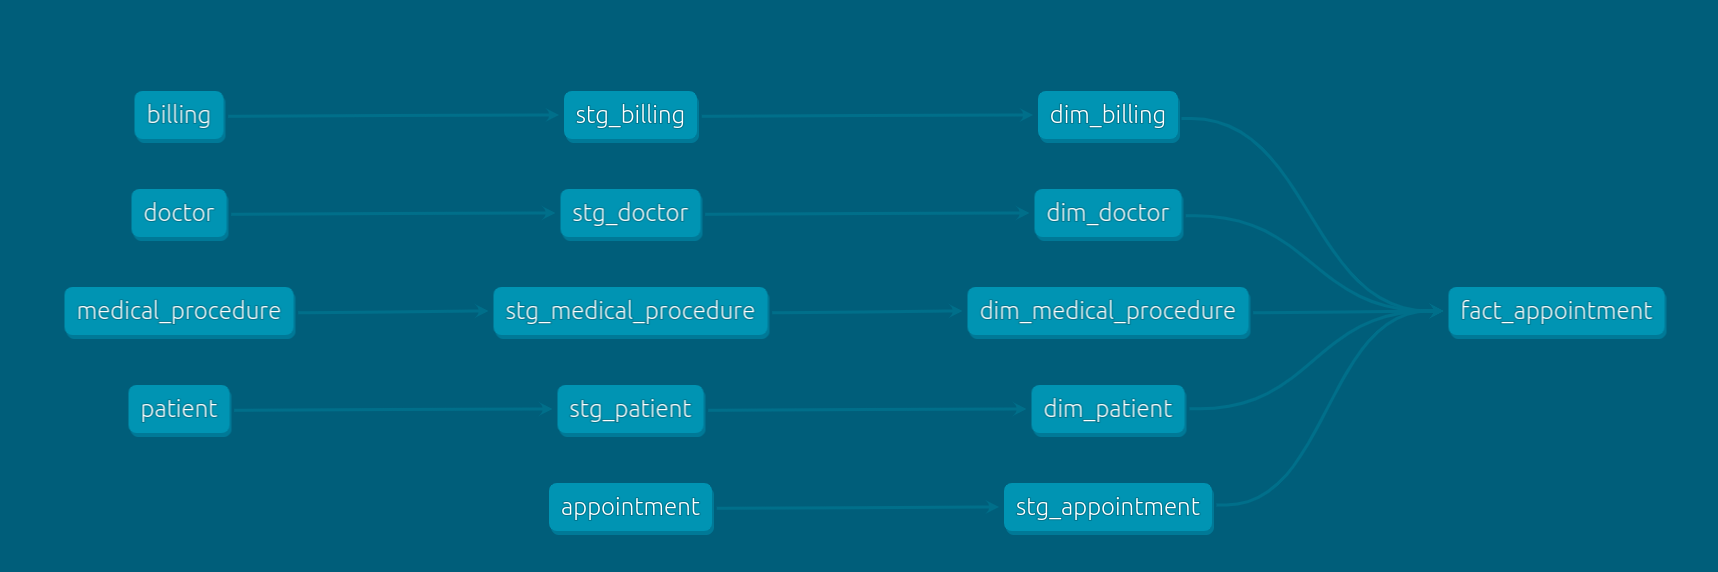 billing
stg_billing
dim_billing
doctor
stg_doctor
dim_doctor
medical_procedure
stg_medical_procedure
dim_medical_procedure
fact_appointment
patient
stg_patient
dim_patient
appointment
stg_appointment